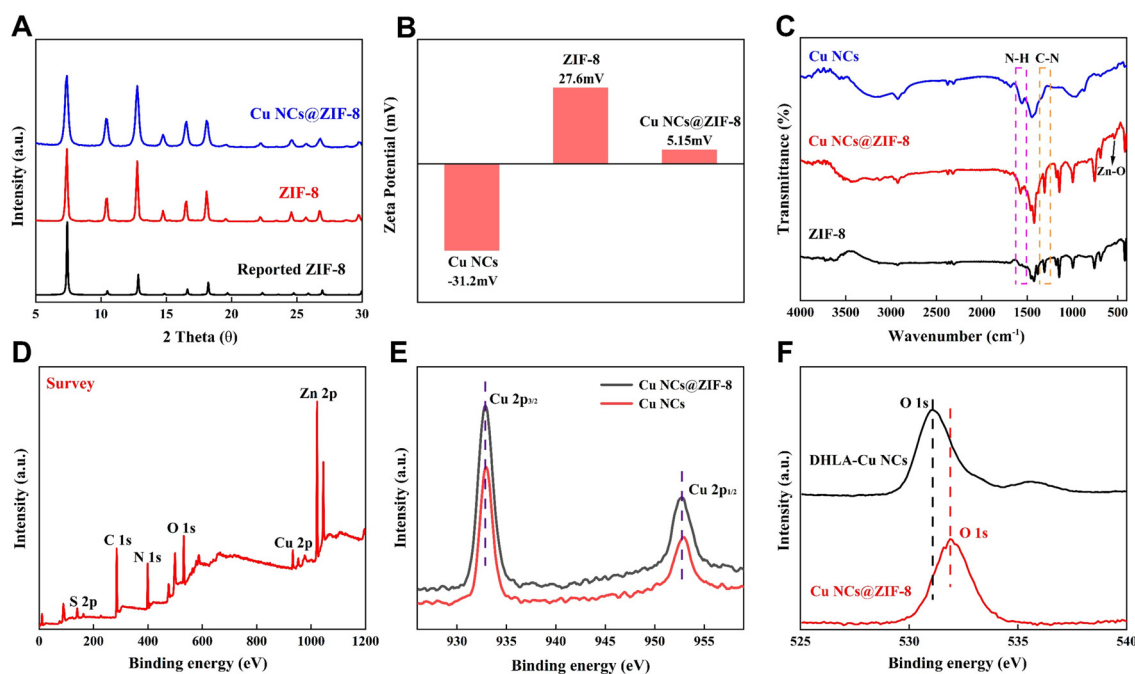 A
Cu NCs@ZIF-8
ZIF-8
Reported ZIF-8
Intensity (a.u.)
5 10 15 20 25 30
2 Theta (θ)
B
ZIF-8
27.6mV
Cu NCs@ZIF-8
5.15mV
Cu NCs
-31.2mV
Zeta Potential (mV)
C
Cu NCs
N-H C-N
Cu NCs@ZIF-8
Zn-O
ZIF-8
Transmittance (%)
4000 3500 3000 2500 2000 1500 1000 500
Wavenumber (cm⁻¹)
D
Survey
Zn 2p
C 1s
O 1s
N 1s
Cu 2p
S 2p
Intensity (a.u.)
0 200 400 600 800 1000 1200
Binding energy (eV)
E
Cu NCs@ZIF-8
Cu NCs
Cu 2p3/2
Cu 2p1/2
Intensity (a.u.)
930 935 940 945 950 955
Binding energy (eV)
F
O 1s
DHLA-Cu NCs
O 1s
Cu NCs@ZIF-8
Intensity (a.u.)
525 530 535 540
Binding energy (eV)